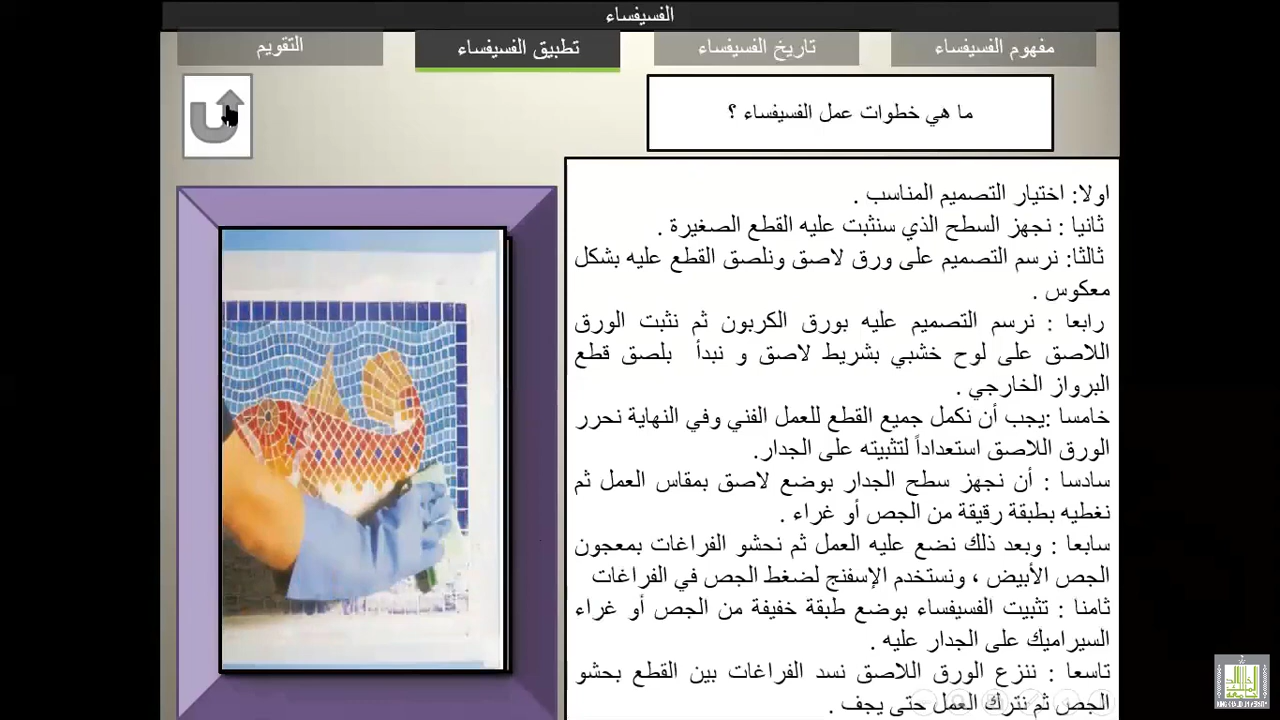 الفسيفساء
مفهوم الفسيفساء
تاريخ الفسيفساء
تطبيق الفسيفساء
التقويم
ما هي خطوات عمل الفسيفساء ؟
اولا: اختيار التصميم المناسب .
ثانيا : نجهز السطح الذي سنثبت عليه القطع الصغيرة .
ثالثا: نرسم التصميم على ورق لاصق ونلصق القطع عليه بشكل
معكوس .
رابعا : نرسم التصميم عليه بورق الكربون ثم نثبت الورق
اللاصق على لوح خشبي بشريط لاصق و نبدأ بلصق قطع
البرواز الخارجي .
خامسا :يجب أن نكمل جميع القطع للعمل الفني وفي النهاية نحرر
الورق اللاصق استعداداً لتثبيته على الجدار.
سادسا : أن نجهز سطح الجدار بوضع لاصق بمقاس العمل ثم
نغطيه بطبقة رقيقة من الجص أو غراء .
سابعا : وبعد ذلك نضع عليه العمل ثم نحشو الفراغات بمعجون
الجص الأبيض ، ونستخدم الإسفنج لضغط الجص في الفراغات
ثامنا : تثبيت الفسيفساء بوضع طبقة خفيفة من الجص أو غراء
السيراميك على الجدار عليه .
تاسعا : ننزع الورق اللاصق نسد الفراغات بين القطع بحشو
الجص ثم نترك العمل حتى يجف .